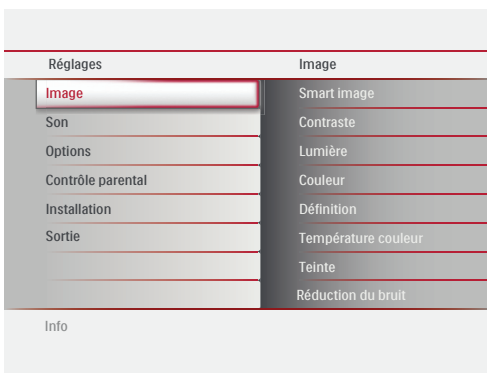 Réglages
Image
Image
Son
Options
Contrôle parental
Installation
Sortie
Smart image
Contraste
Lumière
Couleur
Définition
Température couleur
Teinte
Réduction du bruit
Info